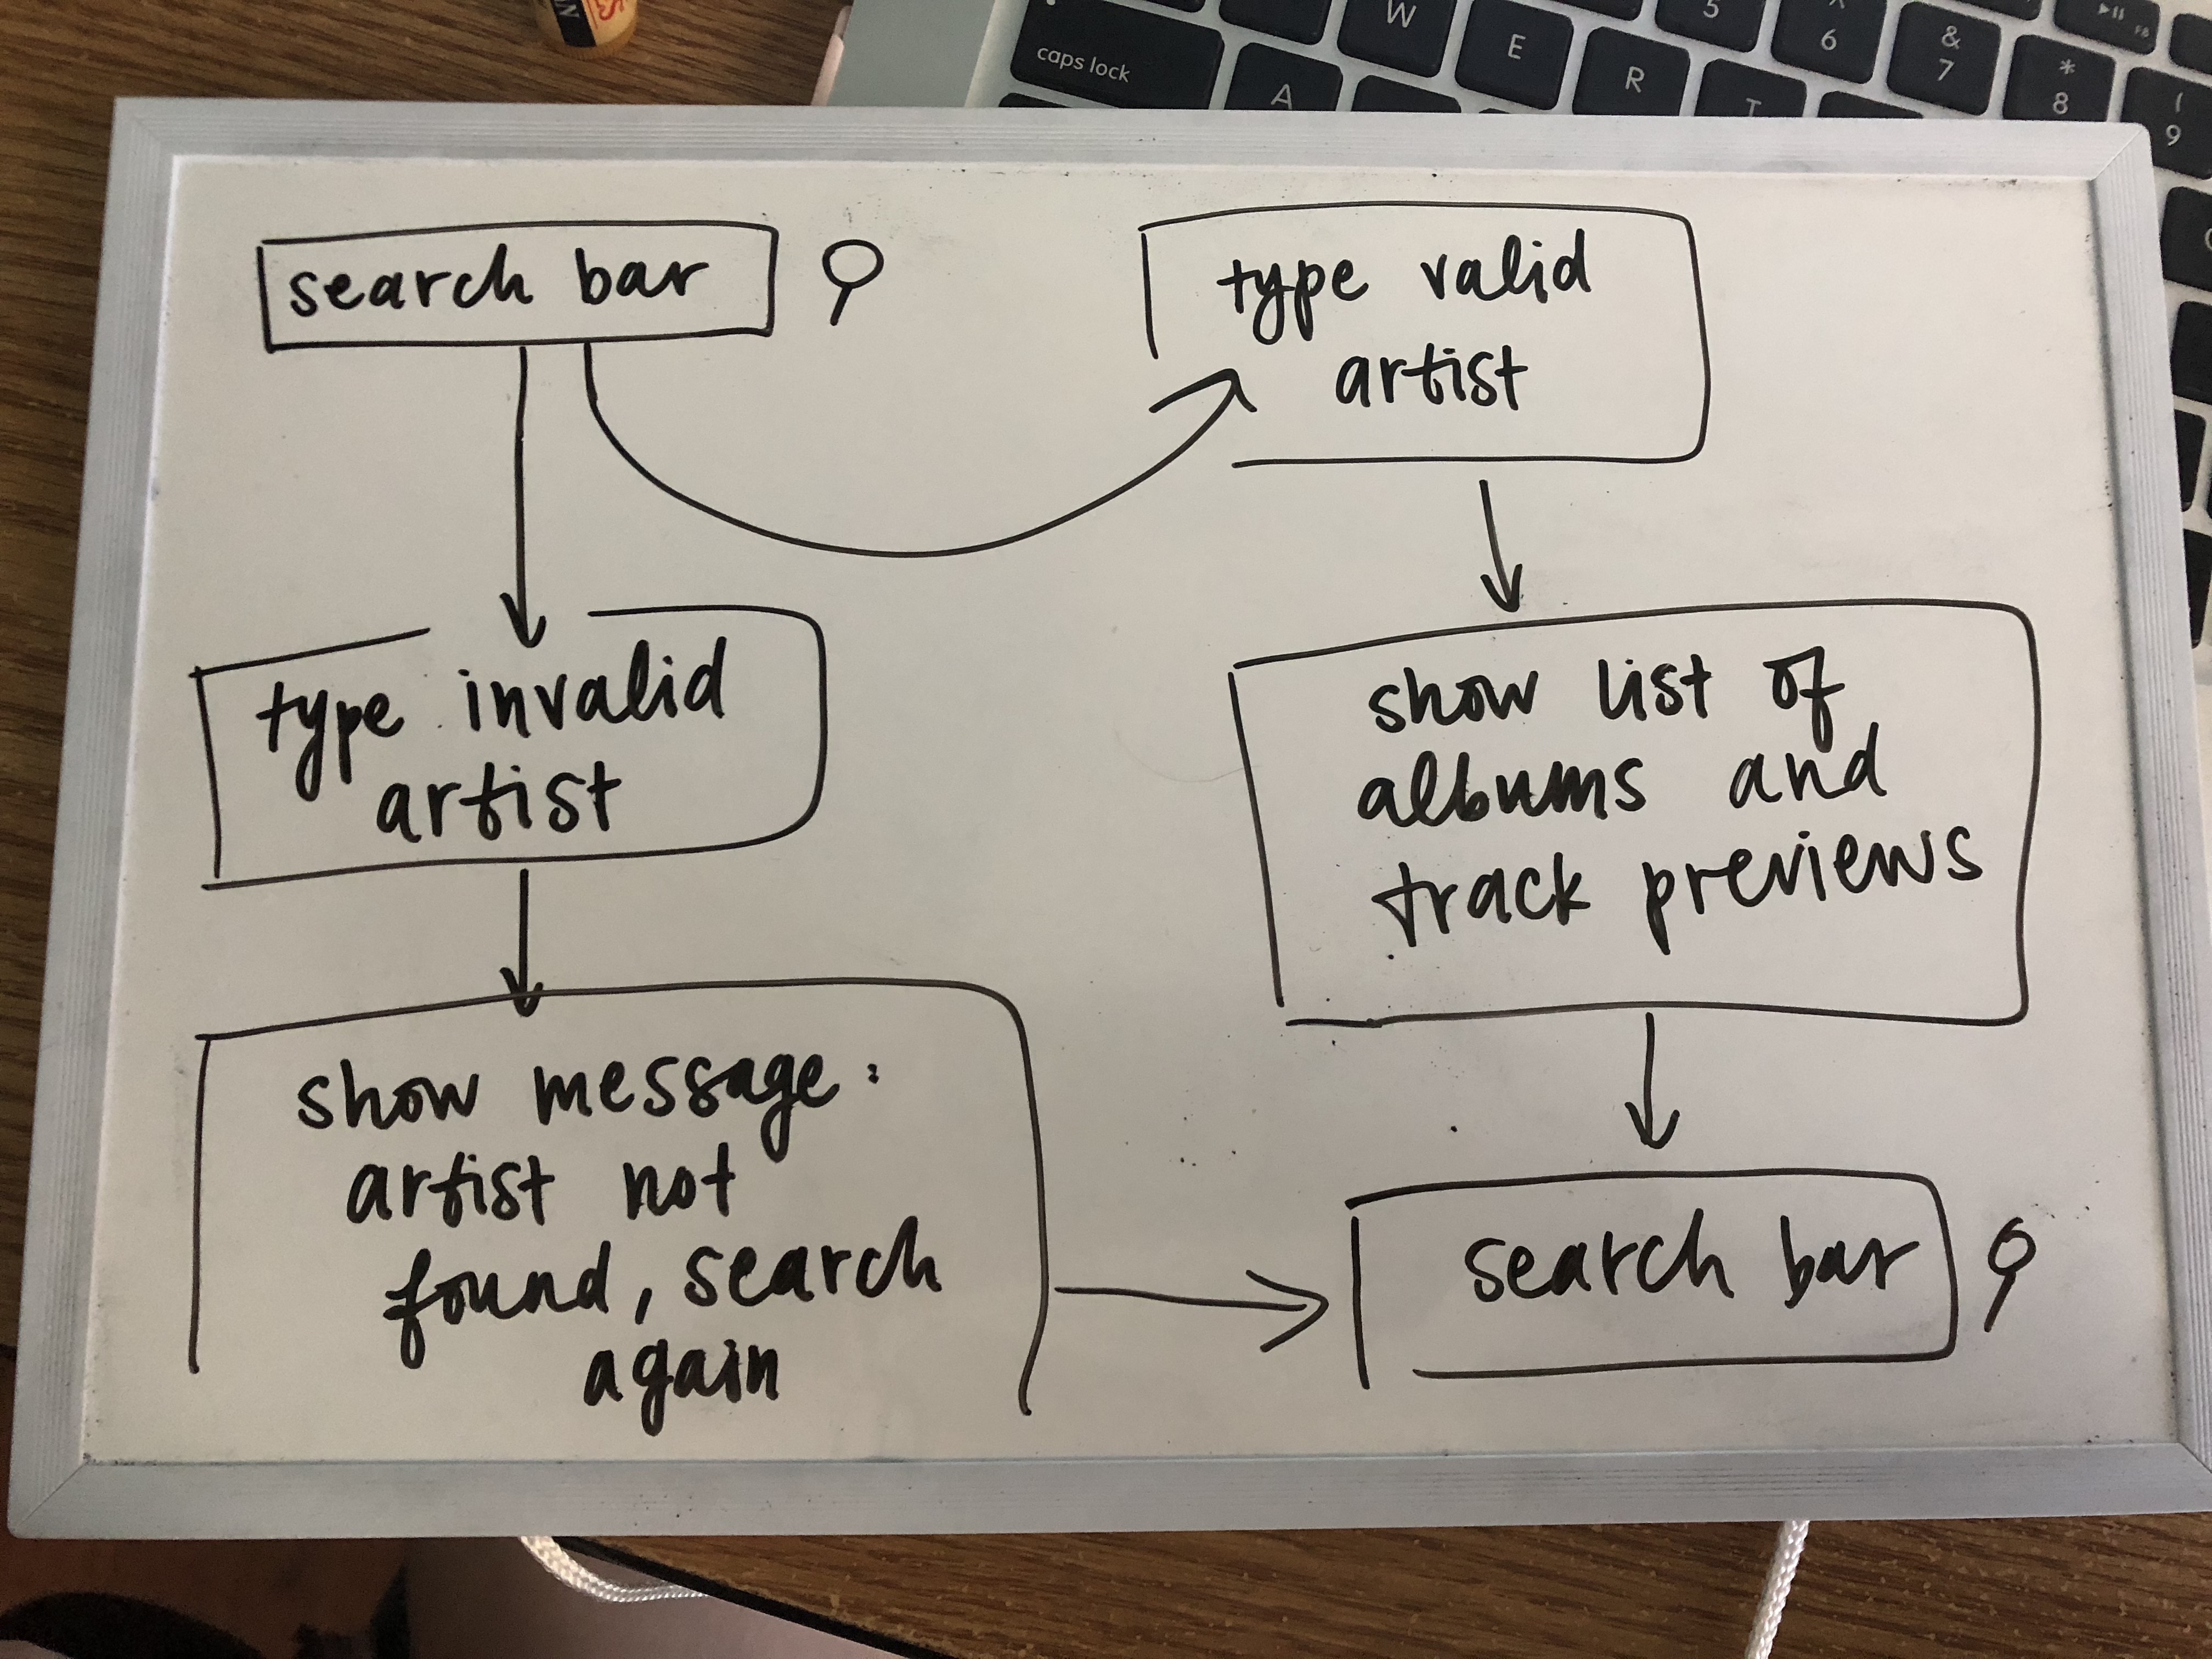 caps lock
W
E
R
A
T
5
^
6
&
7
*
8
(
9
F8
search bar
type valid
artist
type invalid
artist
show list of
albums and
track previews
show message:
artist not
found, search
again
search bar